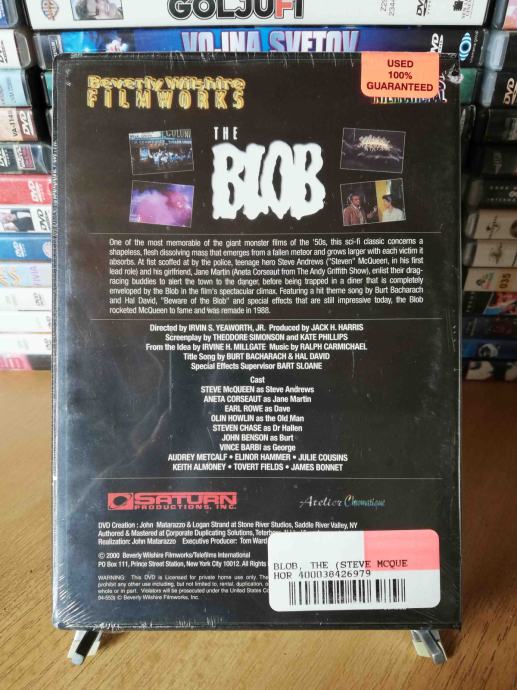 GOLJUFI
VOJNA SVETOV
USED
100%
GUARANTEED
Beverly Wilshire
FILMWORKS
THE
BLOB
One of the most memorable of the giant monster films of the '50s, this sci-fi classic concerns a
shapeless, flesh dissolving mass that emerges from a fallen meteor and grows larger with each victim it
absorbs. At fist scoffed at by the police, teenage hero Steve Andrews ("Steven" McQueen, in his first
lead role) and his girlfriend, Jane Martin (Aneta Corseaut from The Andy Griffith Show), enlist their drag-
racing buddies to alert the town to the danger, before being trapped in a diner that is completely
enveloped by the Blob in the film's spectacular climax. Featuring a hit theme song by Burt Bacharach
and Hal David, "Beware of the Blob" and special effects that are still impressive today, the Blob
rocketed McQueen to fame and was remade in 1988.
Directed by IRVIN S. YEAWORTH, JR. Produced by JACK H. HARRIS
Screenplay by THEODORE SIMONSON and KATE PHILLIPS
From the Idea by IRVINE H. MILLGATE Music by RALPH CARMICHAEL
Title Song by BURT BACHARACH & HAL DAVID
Special Effects Supervisor BART SLOANE
Cast
STEVE McQUEEN as Steve Andrews
ANETA CORSEAUT as Jane Martin
EARL ROWE as Dave
OLIN HOWLIN as the Old Man
STEVEN CHASE as Dr Hallen
JOHN BENSON as Burt
VINCE BARBI as George
AUDREY METCALF • ELINOR HAMMER • JULIE COUSINS
KEITH ALMONEY • TOVERT FIELDS • JAMES BONNET
SATURN
PRODUCTIONS, INC.
Atelier Cinematique
DVD Creation : John Matarazzo & Logan Strand at Stone River Studios, Saddle River Valley, NY
Authored & Mastered at Corporate Duplicating Solutions,
Realization: John Matarazzo Executive Producer: Tom Ward
© 2000 Beverly Wilshire Filmworks/Telefilms International
PO Box 111, Prince Street Station, New York City 10012. All Rights
WARNING: This DVD is Licensed for private home use only.
prohibit any other use including, but not limited to, rental, duplication,
whole or in part. Violators will be prosecuted under the United States
© Beverly Wilshire Filmworks, Inc.
BLOB, THE (STEVE MCQUE
HOR 400038426979